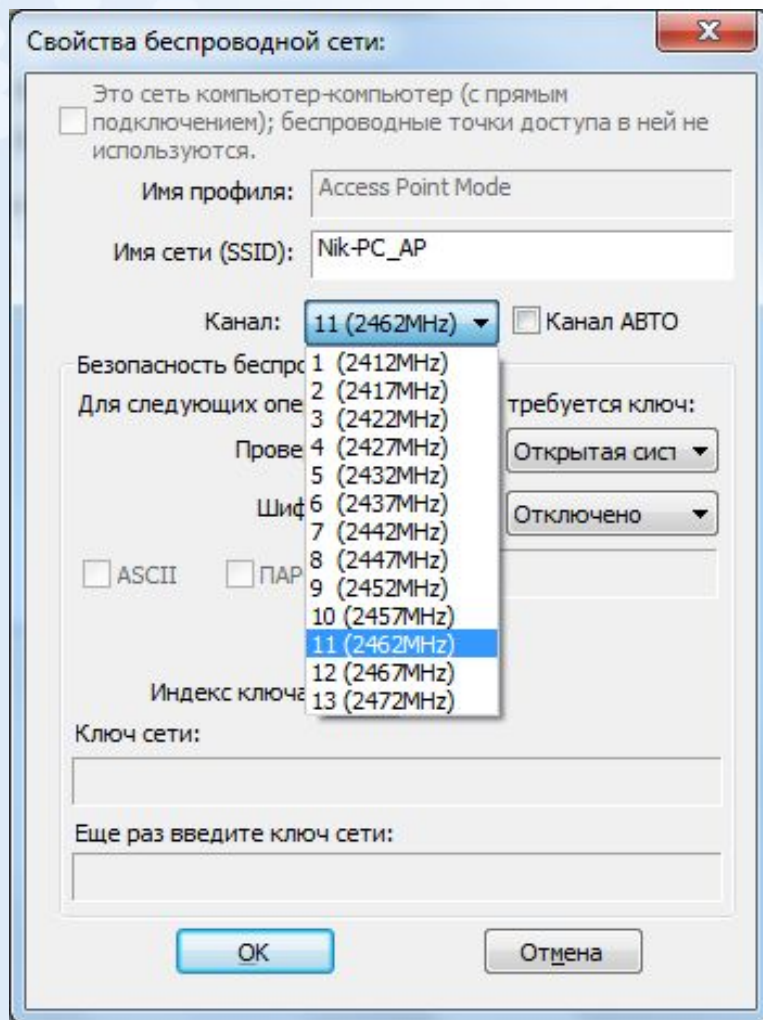 Свойства беспроводной сети:
Это сеть компьютер-компьютер (с прямым
подключением); беспроводные точки доступа в ней не
используются.
Имя профиля: Access Point Mode
Имя сети (SSID): Nik-PC_AP
Канал: 11 (2462MHz) Канал АВТО
1 (2412MHz)
2 (2417MHz)
3 (2422MHz)
4 (2427MHz)
5 (2432MHz)
6 (2437MHz)
7 (2442MHz)
8 (2447MHz)
9 (2452MHz)
10 (2457MHz)
11 (2462MHz)
12 (2467MHz)
13 (2472MHz)
Безопасность беспро
Для следующих опе требуется ключ:
Прове Открытая сист
Шиф Отключено
ASCII ПАР
Индекс ключа
Ключ сети:
Еще раз введите ключ сети:
OK Отмена